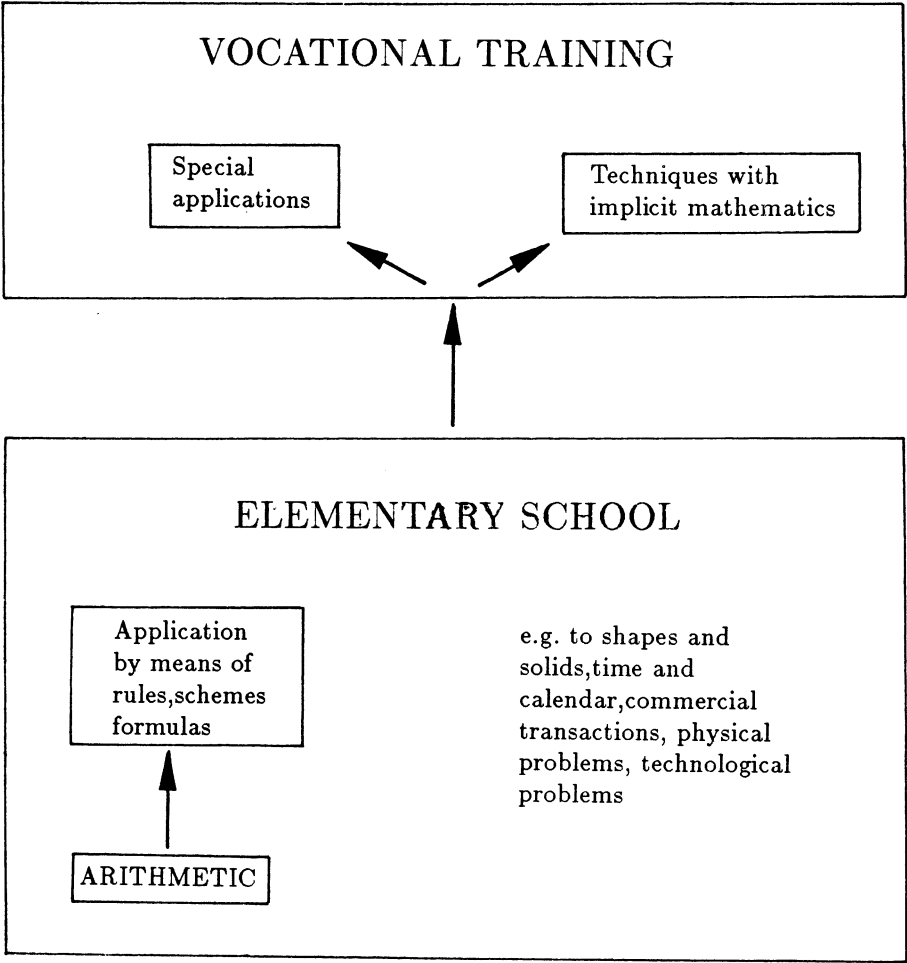 VOCATIONAL TRAINING
Special
applications
Techniques with
implicit mathematics
ELEMENTARY SCHOOL
Application
by means of
rules,schemes
formulas
e.g. to shapes and
solids,time and
calendar,commercial
transactions, physical
problems, technological
problems
ARITHMETIC